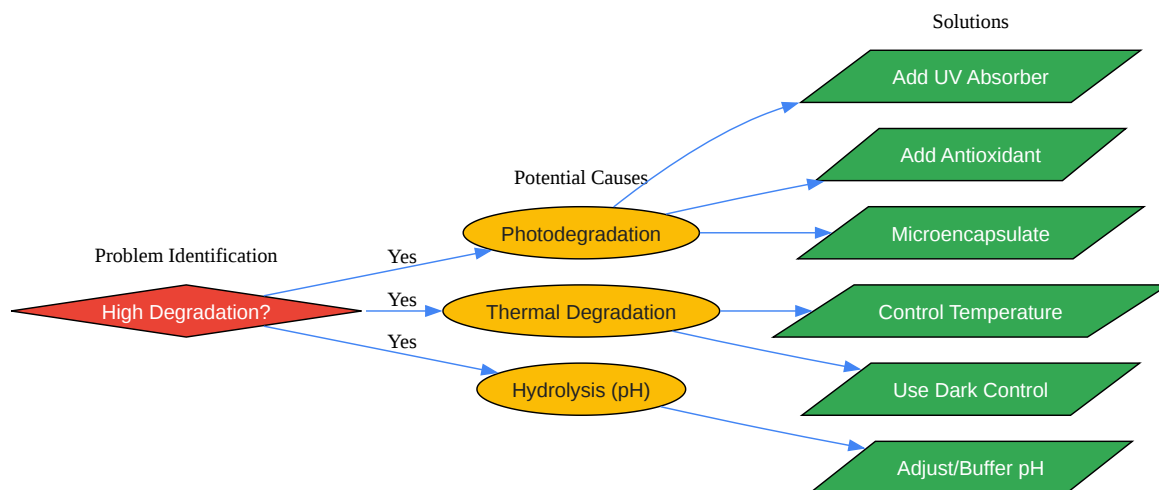 Solutions
Add UV Absorber
Add Antioxidant
Potential Causes
Photodegradation
Microencapsulate
Problem Identification
Yes
High Degradation?
Yes
Thermal Degradation
Control Temperature
Yes
Hydrolysis (pH)
Use Dark Control
Adjust/Buffer pH